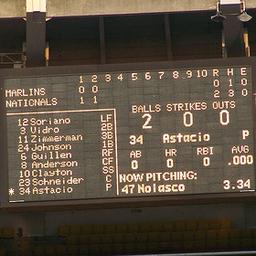 1 2 3 4 5 6 7 8 9 10 R H E
MARLINS 0 0 0 2 0
NATIONALS 1 1 2 3 0
BALLS STRIKES OUTS
2 0 0
12 Soriano LF
3 Vidro 2B
11 Zimmerman 3B
24 Johnson 1B
6 Guillen RF
8 Anderson CF
10 Clayton SS
23 Schneider C
* 34 Astacio P
34 Astacio P
AB HR RBI AVG
0 0 0 .000
NOW PITCHING:
47 Nolasco 3.34